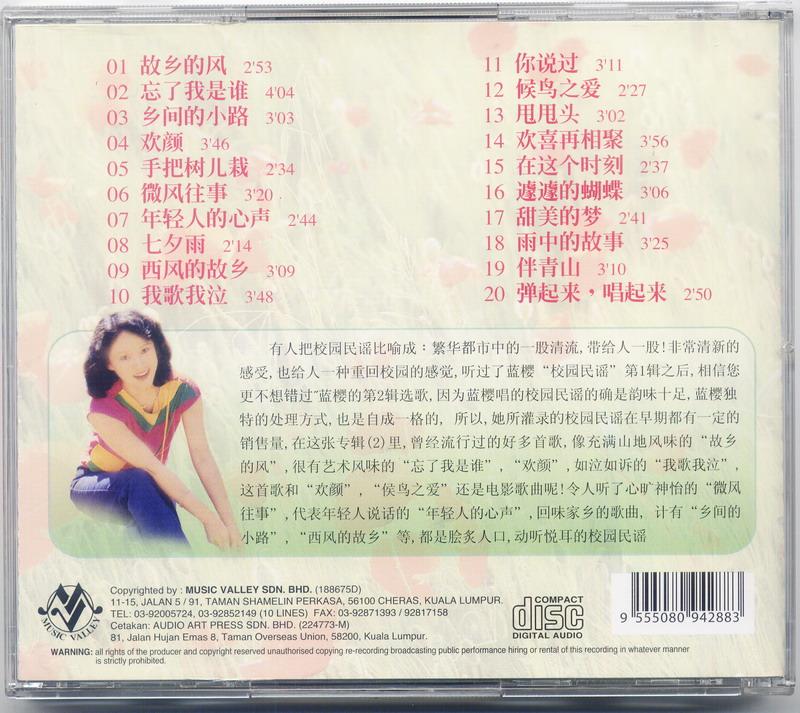 01 故乡的风 2'53
02 忘了我是谁 4'04
03 乡间的小路 3'03
04 欢颜 3'46
05 手把树儿栽 2'34
06 微风往事 3'20
07 年轻人的心声 2'44
08 七夕雨 2'14
09 西风的故乡 3'09
10 我歌我泣 3'48
11 你说过 3'11
12 候鸟之爱 2'27
13 甩甩头 3'02
14 欢喜再相聚 3'56
15 在这个时刻 2'37
16 遽遽的蝴蝶 3'06
17 甜美的梦 2'41
18 雨中的故事 3'25
19 伴青山 3'10
20 弹起来，唱起来 2'50
有人把校园民谣比喻成：繁华都市中的一股清流,带给人一股!非常清新的
感受,也给人一种重回校园的感觉,听过了蓝樱“校园民谣”第1辑之后,相信您
更不想错过"蓝樱的第2辑选歌,因为蓝樱唱的校园民谣的确是韵味十足,蓝樱独
特的处理方式,也是自成一格的, 所以,她所灌录的校园民谣在早期都有一定的
销售量,在这张专辑(2)里,曾经流行过的好多首歌,像充满山地风味的“故乡
的风”,很有艺术风味的“忘了我是谁”,“欢颜”,如泣如诉的“我歌我泣”,
这首歌和“欢颜”,“侯鸟之爱”还是电影歌曲呢!令人听了心旷神怡的“微风
往事”,代表年轻人说话的“年轻人的心声”,回味家乡的歌曲, 计有“乡间的
小路”,“西风的故乡”等,都是脍炙人口,动听悦耳的校园民谣
MUSIC VALLEY
Copyrighted by : MUSIC VALLEY SDN. BHD. (188675D)
11-15, JALAN 5 / 91, TAMAN SHAMELIN PERKASA, 56100 CHERAS, KUALA LUMPUR.
TEL: 03-92005724, 03-92852149 (10 LINES) FAX: 03-92871393 / 92817158
Cetakan: AUDIO ART PRESS SDN. BHD. (224773-M)
81, Jalan Hujan Emas 8, Taman Overseas Union, 58200, Kuala Lumpur.
COMPACT
disc
DIGITAL AUDIO
9 555080 942883
WARNING: all rights of the producer and copyright reserved unauthorised copying re-recording broadcasting public performance hiring or rental of this recording in whatever manner
is strictly prohibited.